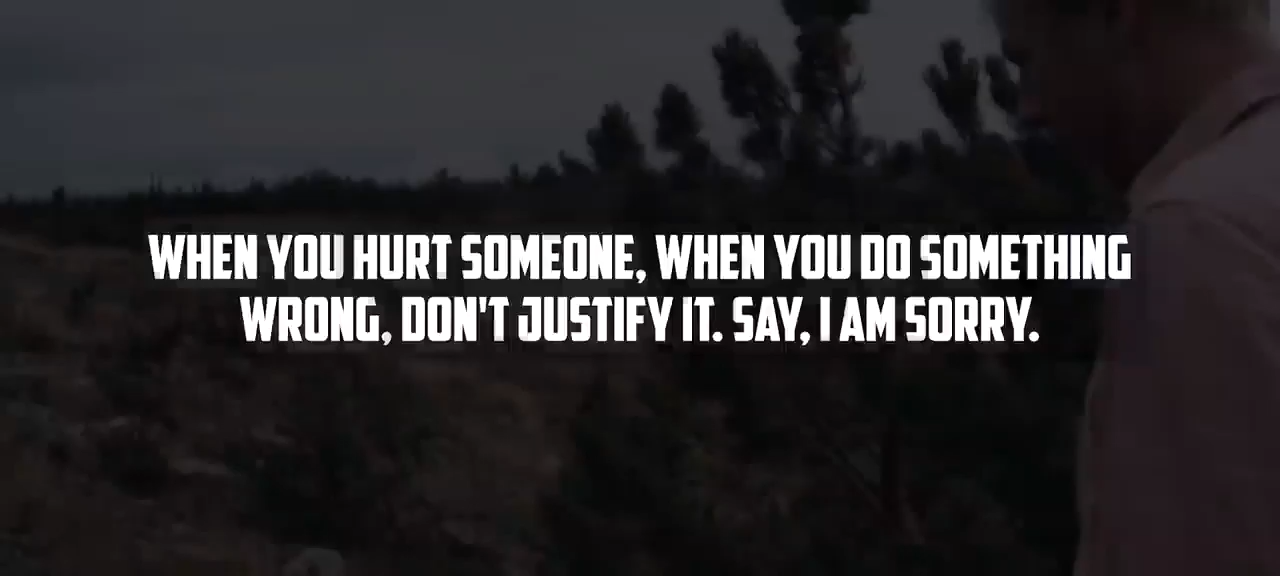 WHEN YOU HURT SOMEONE, WHEN YOU DO SOMETHING
WRONG, DON'T JUSTIFY IT. SAY, I AM SORRY.